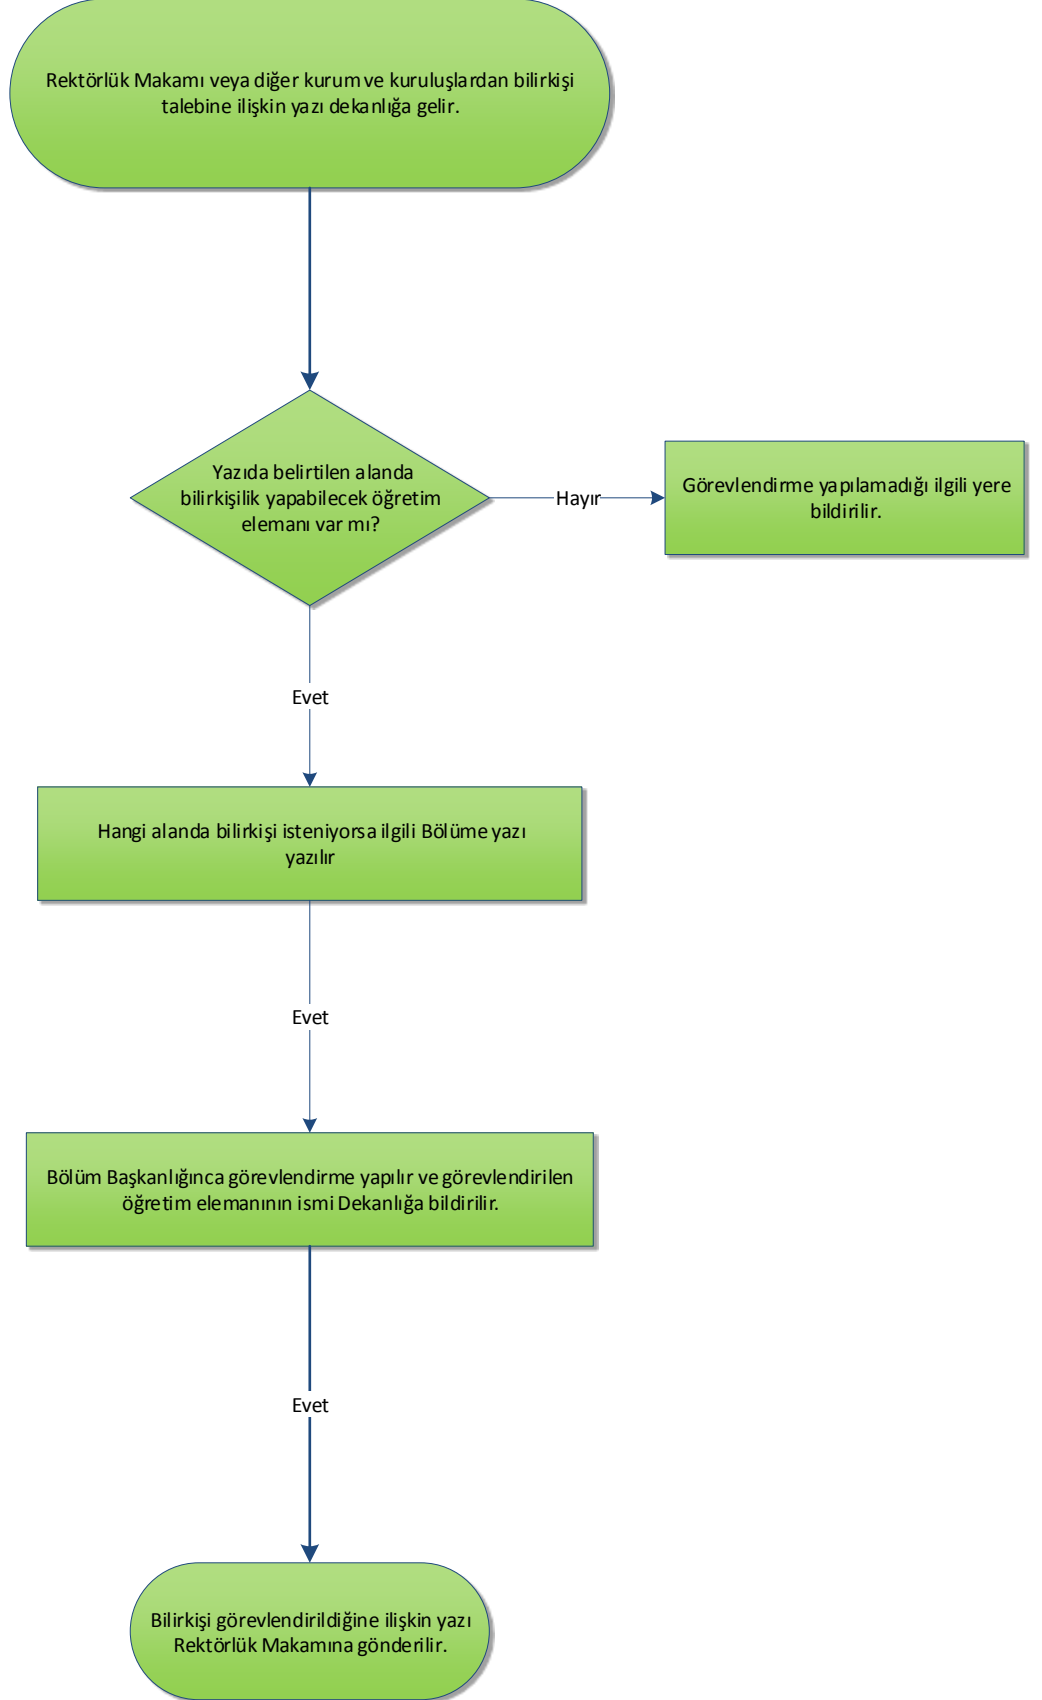 Rektörlük Makamı veya diğer kurum ve kuruluşlardan bilirkişi
talebine ilişkin yazı dekanlığa gelir.
Yazıda belirtilen alanda
bilirkişilik yapabilecek öğretim
elemanı var mı?
Hayır
Görevlendirme yapılamadığı ilgili yere
bildirilir.
Evet
Hangi alanda bilirkişi isteniyorsa ilgili Bölüme yazı
yazılır
Evet
Bölüm Başkanlığınca görevlendirme yapılır ve görevlendirilen
öğretim elemanının ismi Dekanlığa bildirilir.
Evet
Bilirkişi görevlendirildiğine ilişkin yazı
Rektörlük Makamına gönderilir.